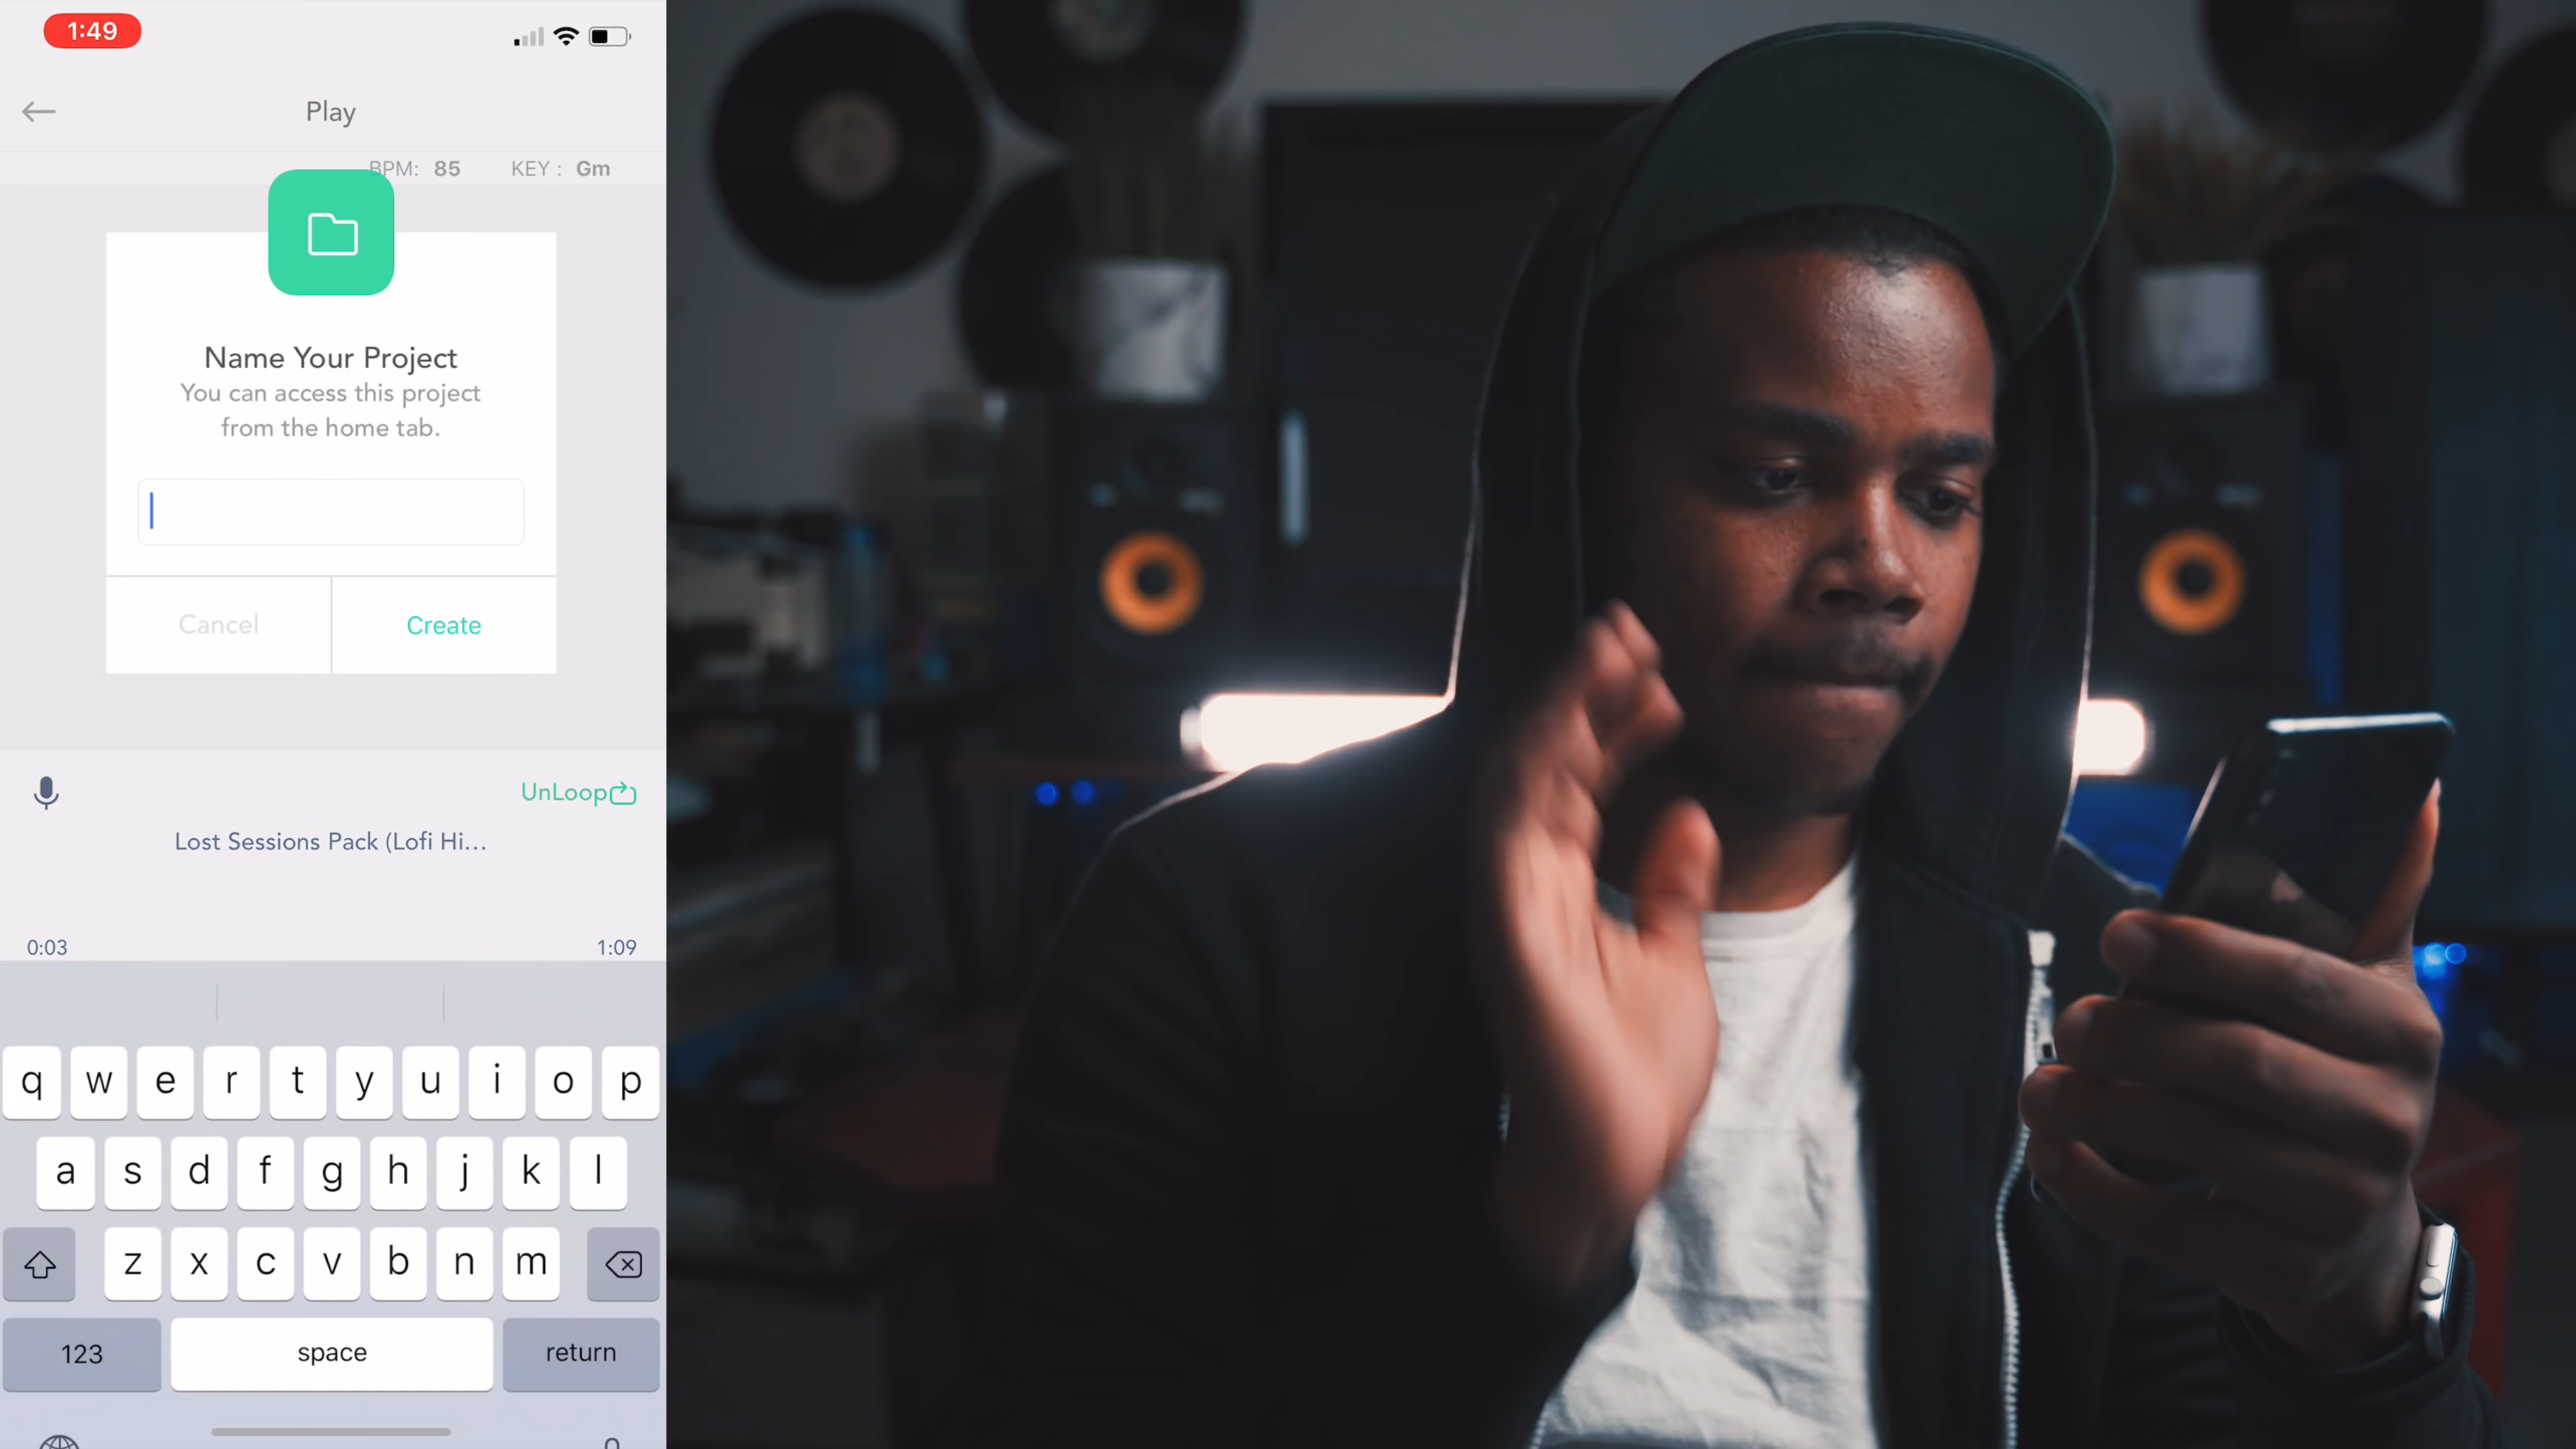 1:49
Play
BPM: 85 KEY : Gm
Name Your Project
You can access this project
from the home tab.
Cancel Create
UnLoop
Lost Sessions Pack (Lofi Hi...
0:03 1:09
q w e r t y u i o p
a s d f g h j k l
z x c v b n m
123 space return